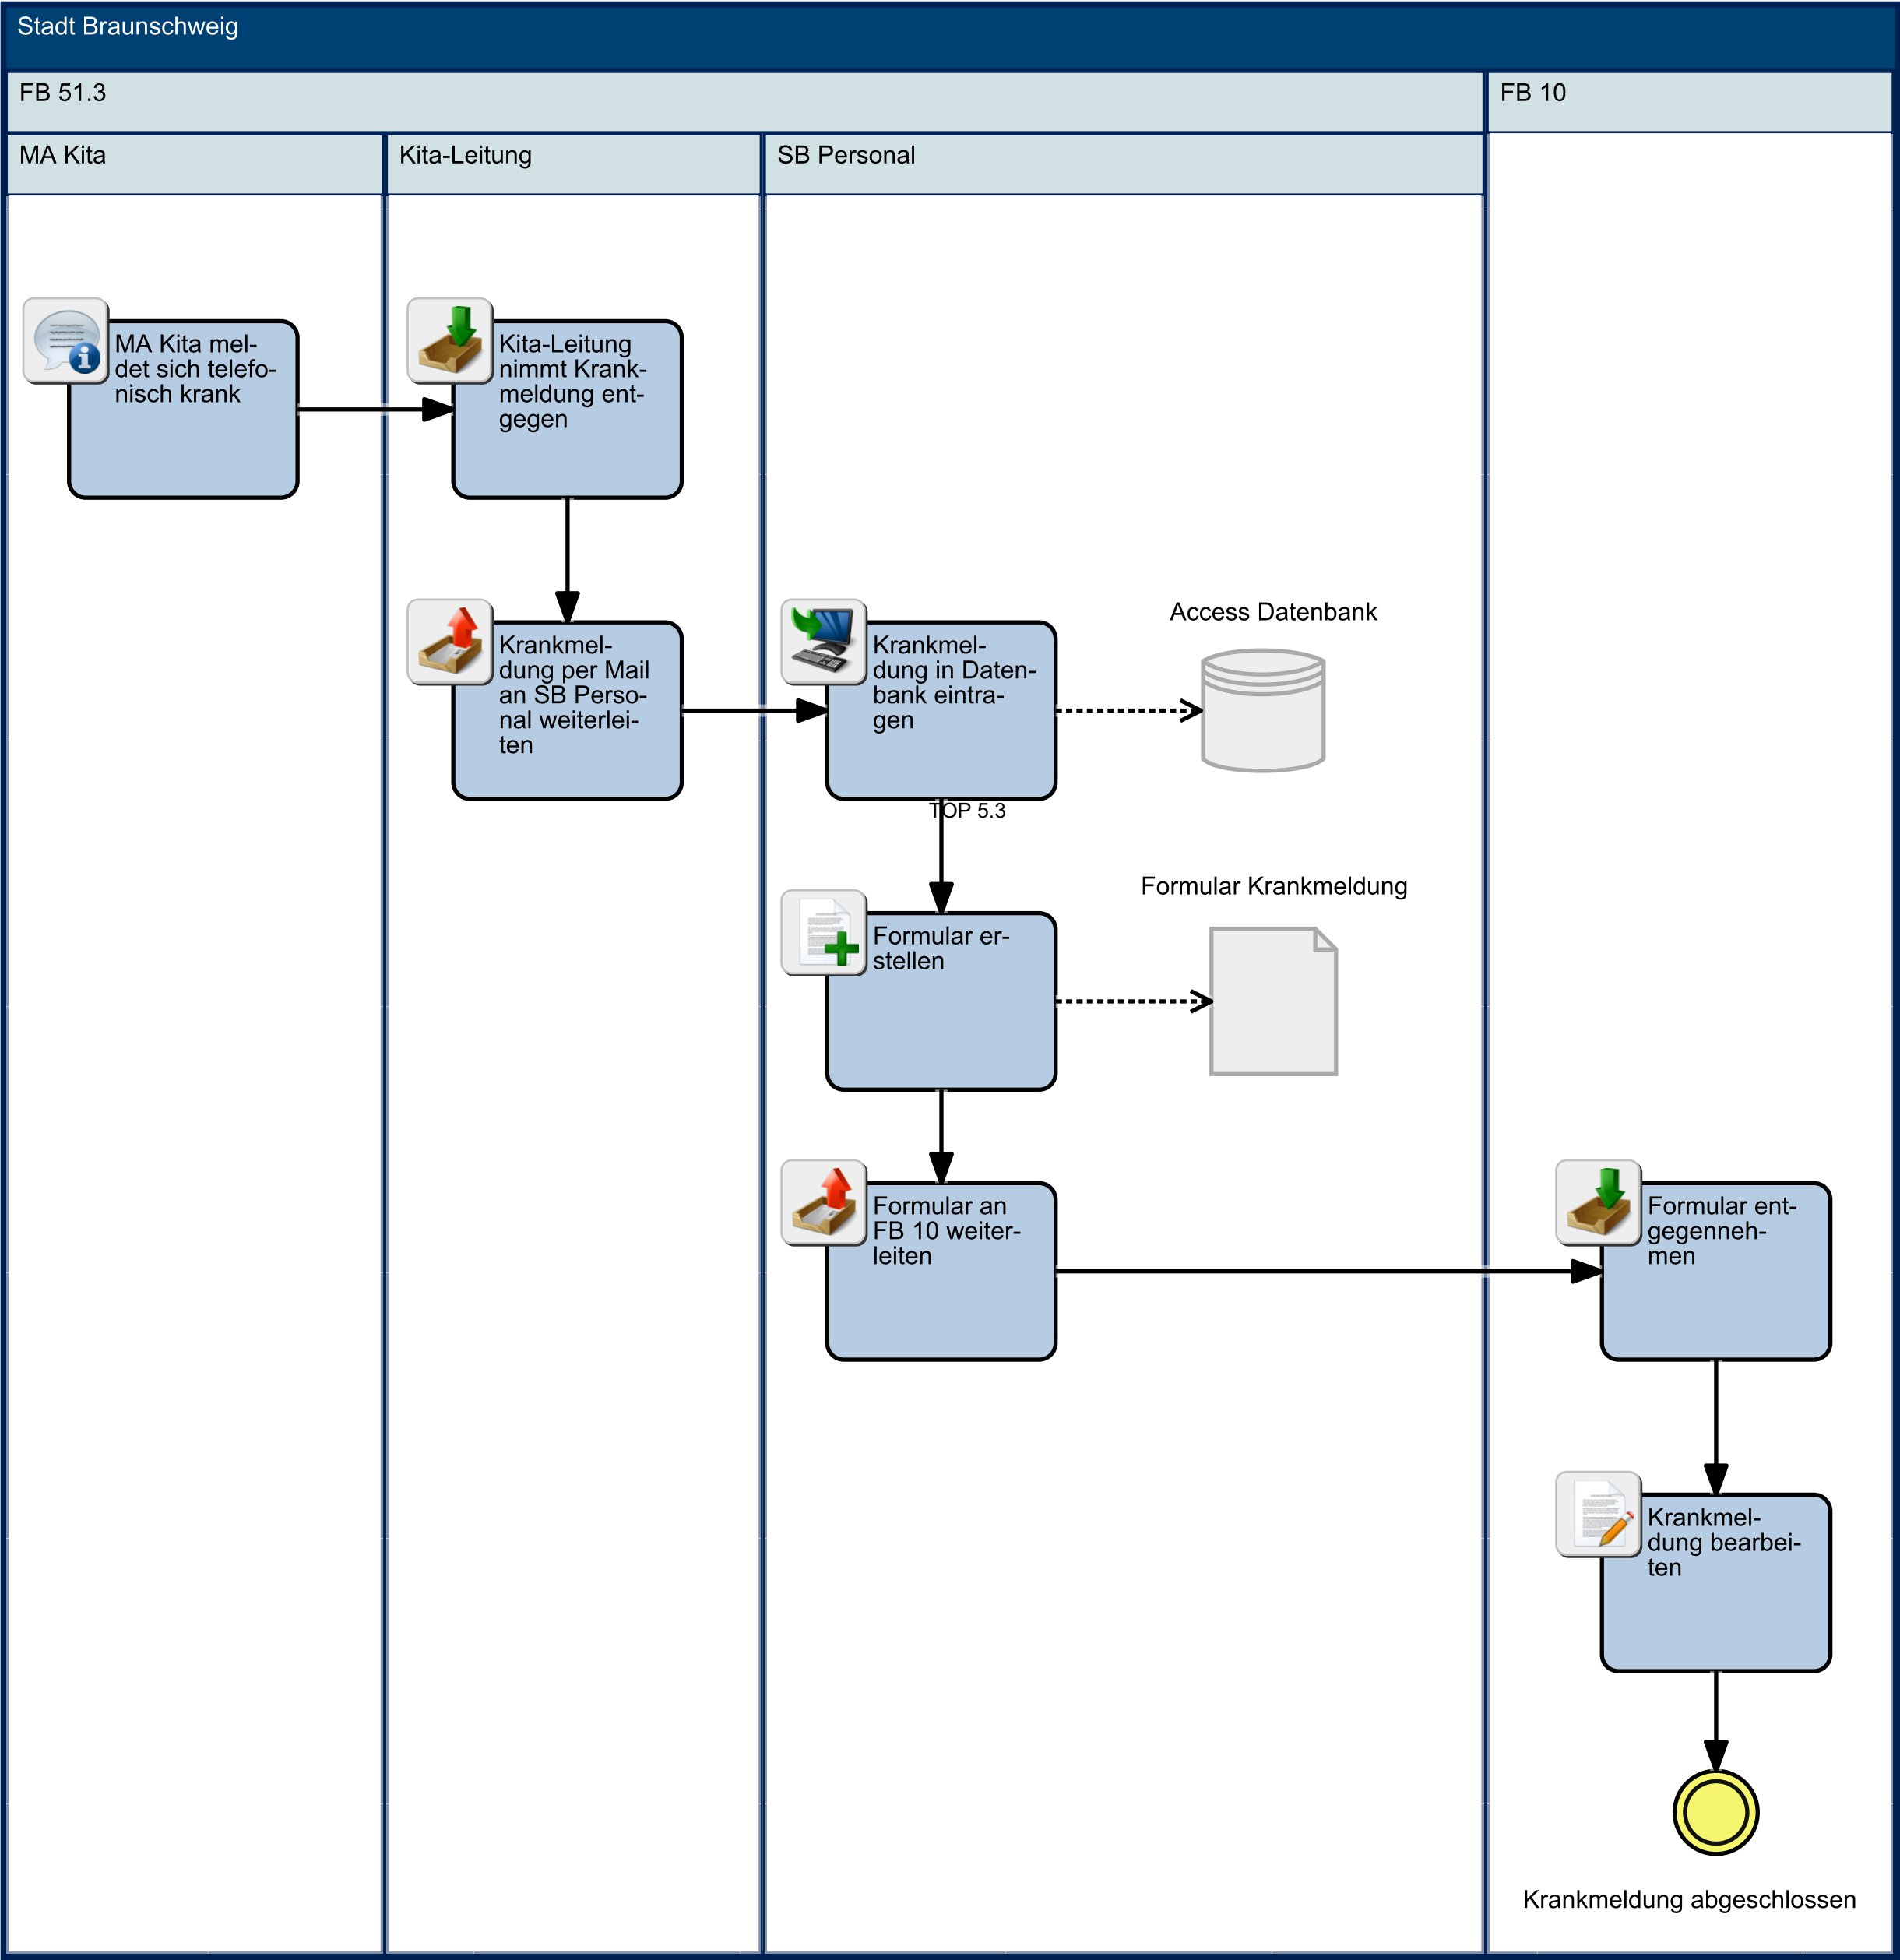 Stadt Braunschweig
FB 51.3
FB 10
MA Kita
Kita-Leitung
SB Personal
MA Kita mel-
det sich telefo-
nisch krank
Kita-Leitung
nimmt Krank-
meldung ent-
gegen
Krankmel-
dung per Mail
an SB Perso-
nal weiterlei-
ten
Krankmel-
dung in Daten-
bank eintra-
gen
Access Datenbank
TOP 5.3
Formular er-
stellen
Formular Krankmeldung
Formular an
FB 10 weiter-
leiten
Formular ent-
gegenneh-
men
Krankmel-
dung bearbei-
ten
Krankmeldung abgeschlossen